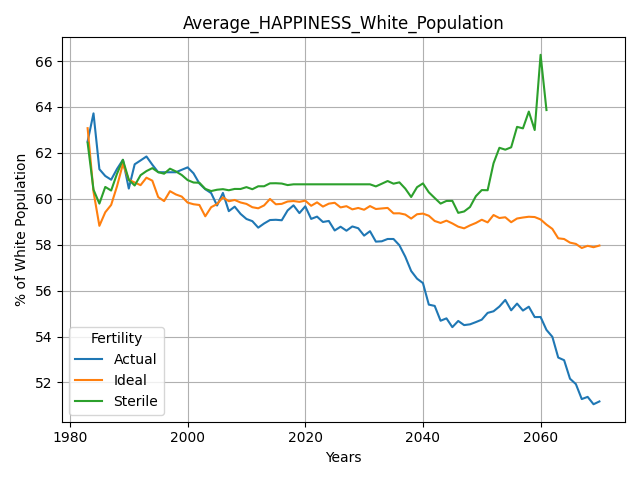 Average_HAPPINESS_White_Population
% of White Population
66
64
62
60
58
56
54
52
Fertility
Actual
Ideal
Sterile
1980
2000
2020
2040
2060
Years